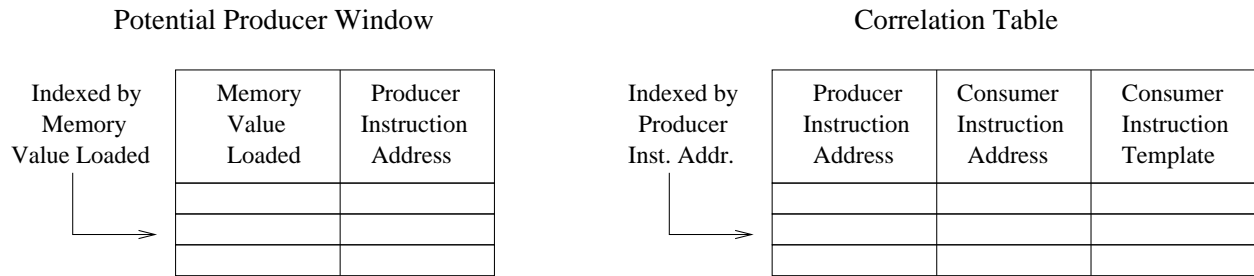 Potential Producer Window
Correlation Table
Indexed by
Memory
Value Loaded
Memory
Value
Loaded
Producer
Instruction
Address
Indexed by
Producer
Inst. Addr.
Producer
Instruction
Address
Consumer
Instruction
Address
Consumer
Instruction
Template